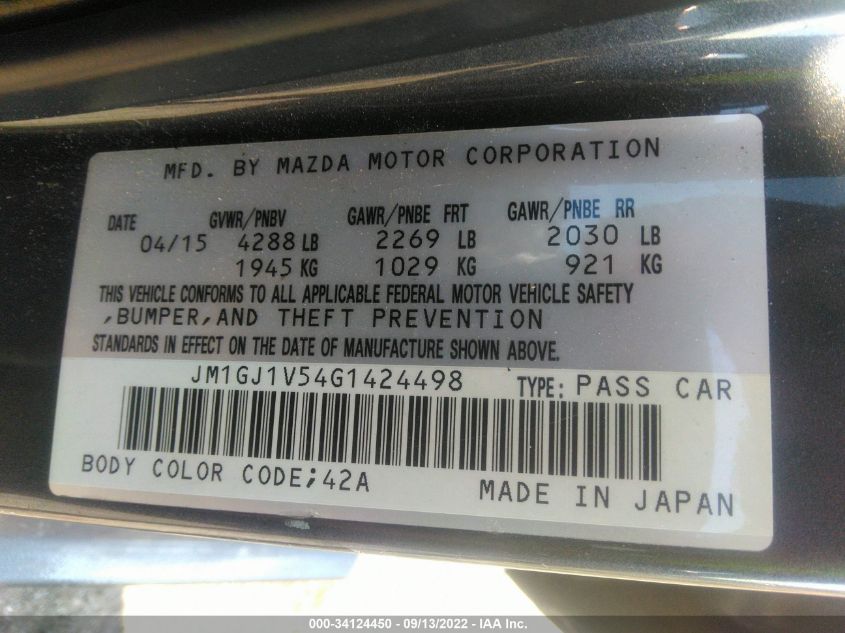 MFD. BY MAZDA MOTOR CORPORATION
DATE GVWR/PNBV GAWR/PNBE FRT GAWR/PNBE RR
04/15 4288 LB 2269 LB 2030 LB
1945 KG 1029 KG 921 KG
THIS VEHICLE CONFORMS TO ALL APPLICABLE FEDERAL MOTOR VEHICLE SAFETY
,BUMPER,AND THEFT PREVENTION
STANDARDS IN EFFECT ON THE DATE OF MANUFACTURE SHOWN ABOVE.
JM1GJ1V54G1424498 TYPE: PASS CAR
BODY COLOR CODE;42A MADE IN JAPAN
000-34124450 - 09/13/2022 - IAA Inc.